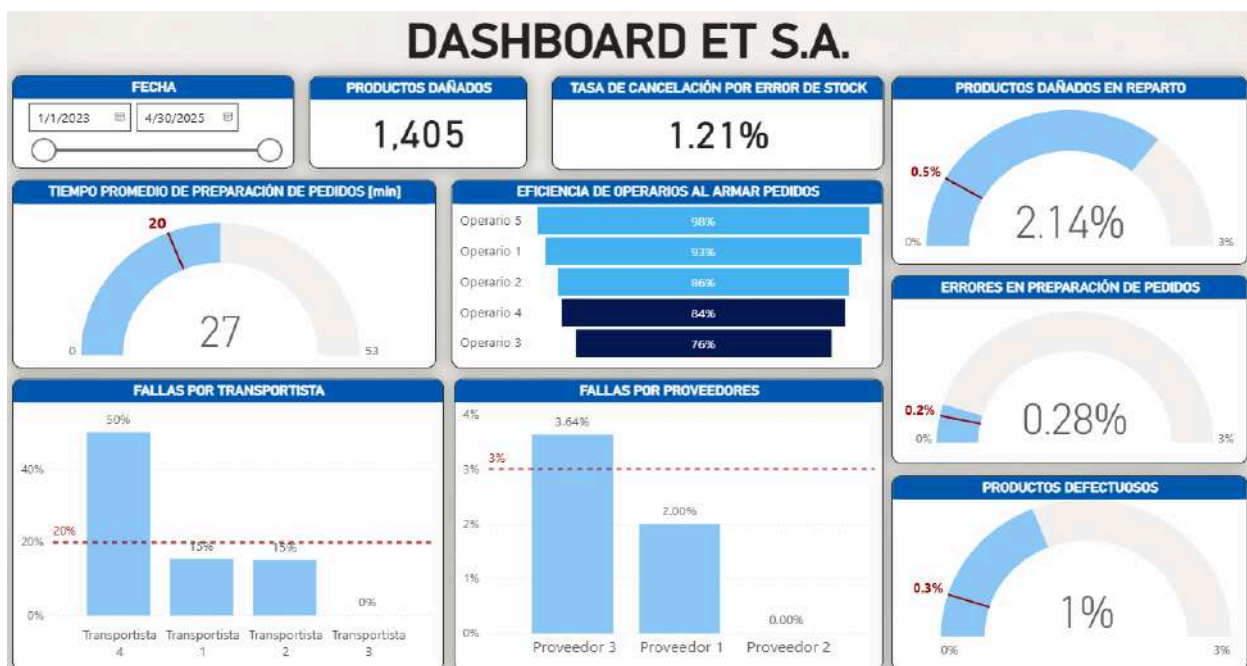 DASHBOARD ET S.A.
FECHA
1/1/2023
4/30/2025
PRODUCTOS DAÑADOS
1,405
TASA DE CANCELACIÓN POR ERROR DE STOCK
1.21%
PRODUCTOS DAÑADOS EN REPARTO
0.5%
2.14%
0%
3%
TIEMPO PROMEDIO DE PREPARACIÓN DE PEDIDOS [min]
20
27
0
53
EFICIENCIA DE OPERARIOS AL ARMAR PEDIDOS
Operario 5 98%
Operario 1 93%
Operario 2 86%
Operario 4 84%
Operario 3 76%
ERRORES EN PREPARACIÓN DE PEDIDOS
0.2%
0.28%
0%
3%
FALLAS POR TRANSPORTISTA
50%
40%
20%
20%
15%
15%
0%
0%
Transportista Transportista Transportista Transportista
4 1 2 3
FALLAS POR PROVEEDORES
4%
3.64%
3%
3%
2.00%
2%
1%
0.00%
0%
Proveedor 3 Proveedor 1 Proveedor 2
PRODUCTOS DEFECTUOSOS
0.3%
1%
0%
3%